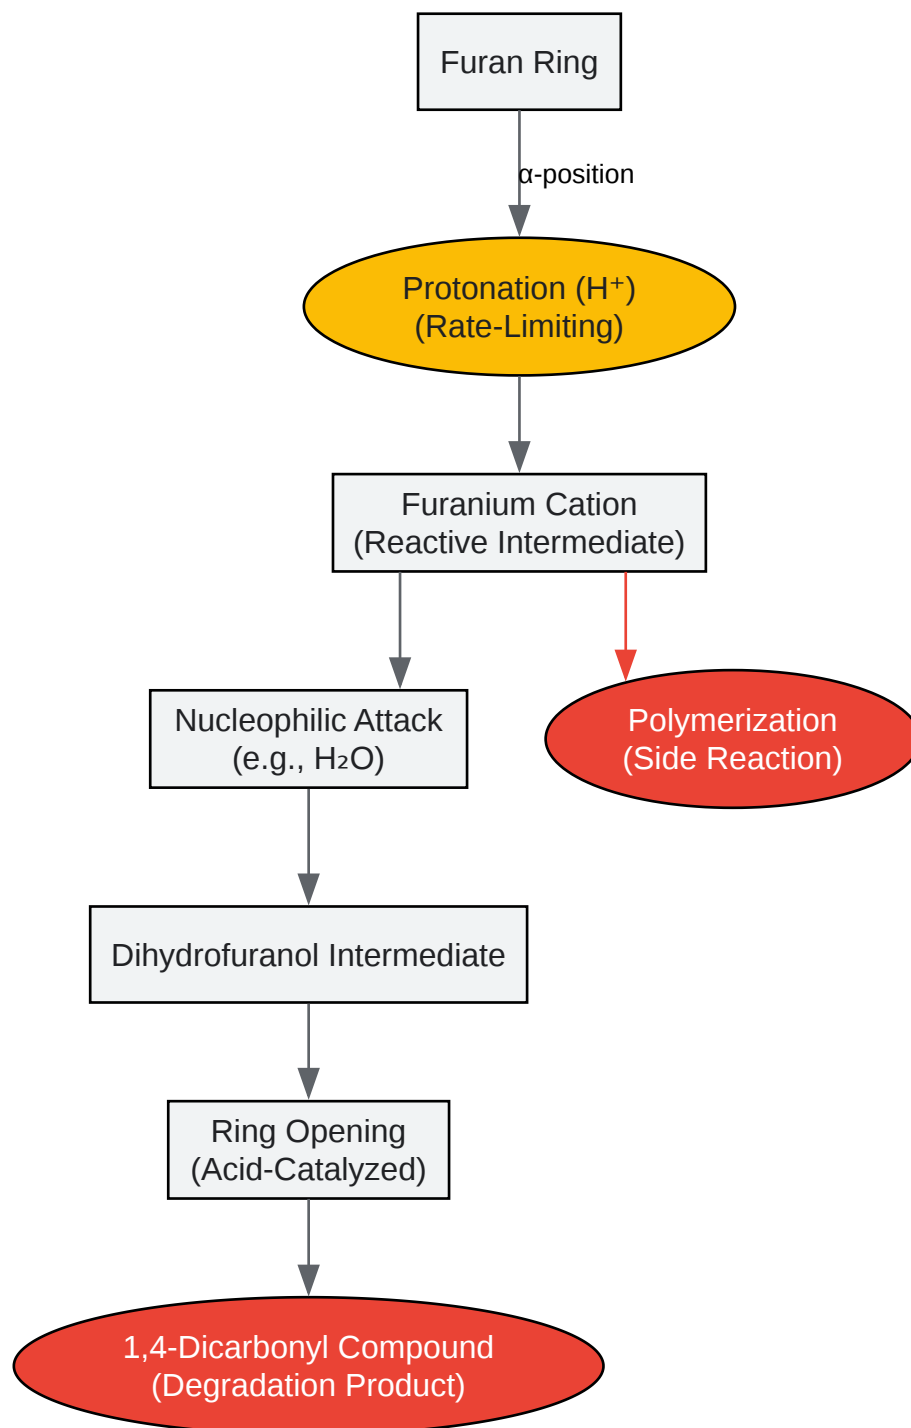 Furan Ring
α-position
Protonation (H⁺)
(Rate-Limiting)
Furanium Cation
(Reactive Intermediate)
Nucleophilic Attack
(e.g., H₂O)
Polymerization
(Side Reaction)
Dihydrofuranol Intermediate
Ring Opening
(Acid-Catalyzed)
1,4-Dicarbonyl Compound
(Degradation Product)